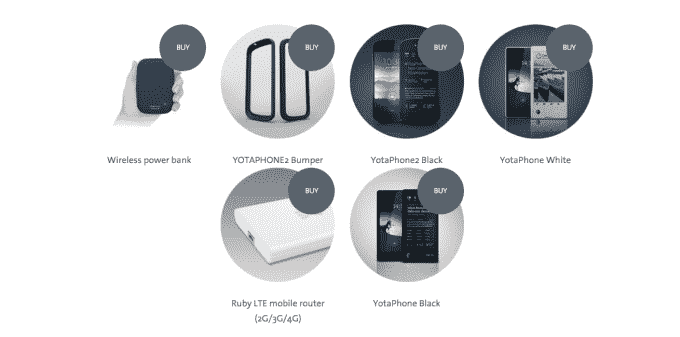 BUY
BUY
BUY
BUY
Wireless power bank
YOTAPHONE2 Bumper
YotaPhone2 Black
YotaPhone White
BUY
BUY
Ruby LTE mobile router
(2G/3G/4G)
YotaPhone Black